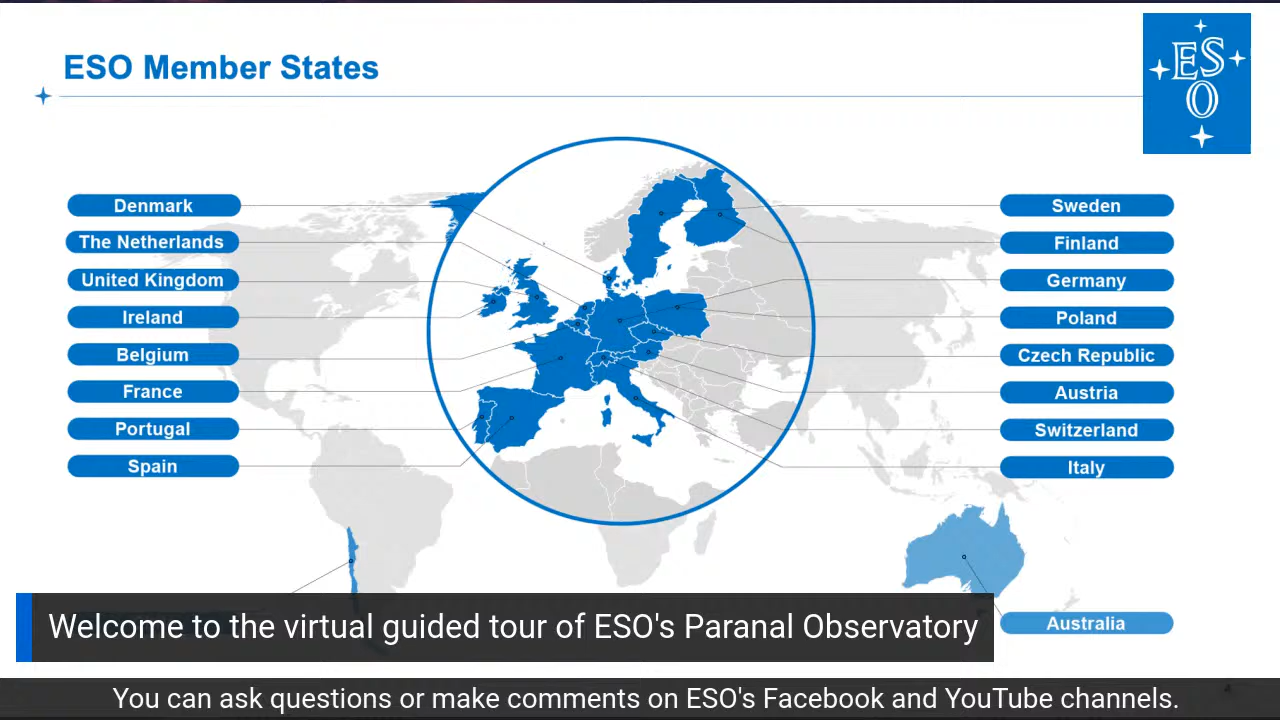 ESO Member States
ES
O
Denmark
The Netherlands
United Kingdom
Ireland
Belgium
France
Portugal
Spain
Sweden
Finland
Germany
Poland
Czech Republic
Austria
Switzerland
Italy
Australia
Welcome to the virtual guided tour of ESO's Paranal Observatory
You can ask questions or make comments on ESO's Facebook and YouTube channels.